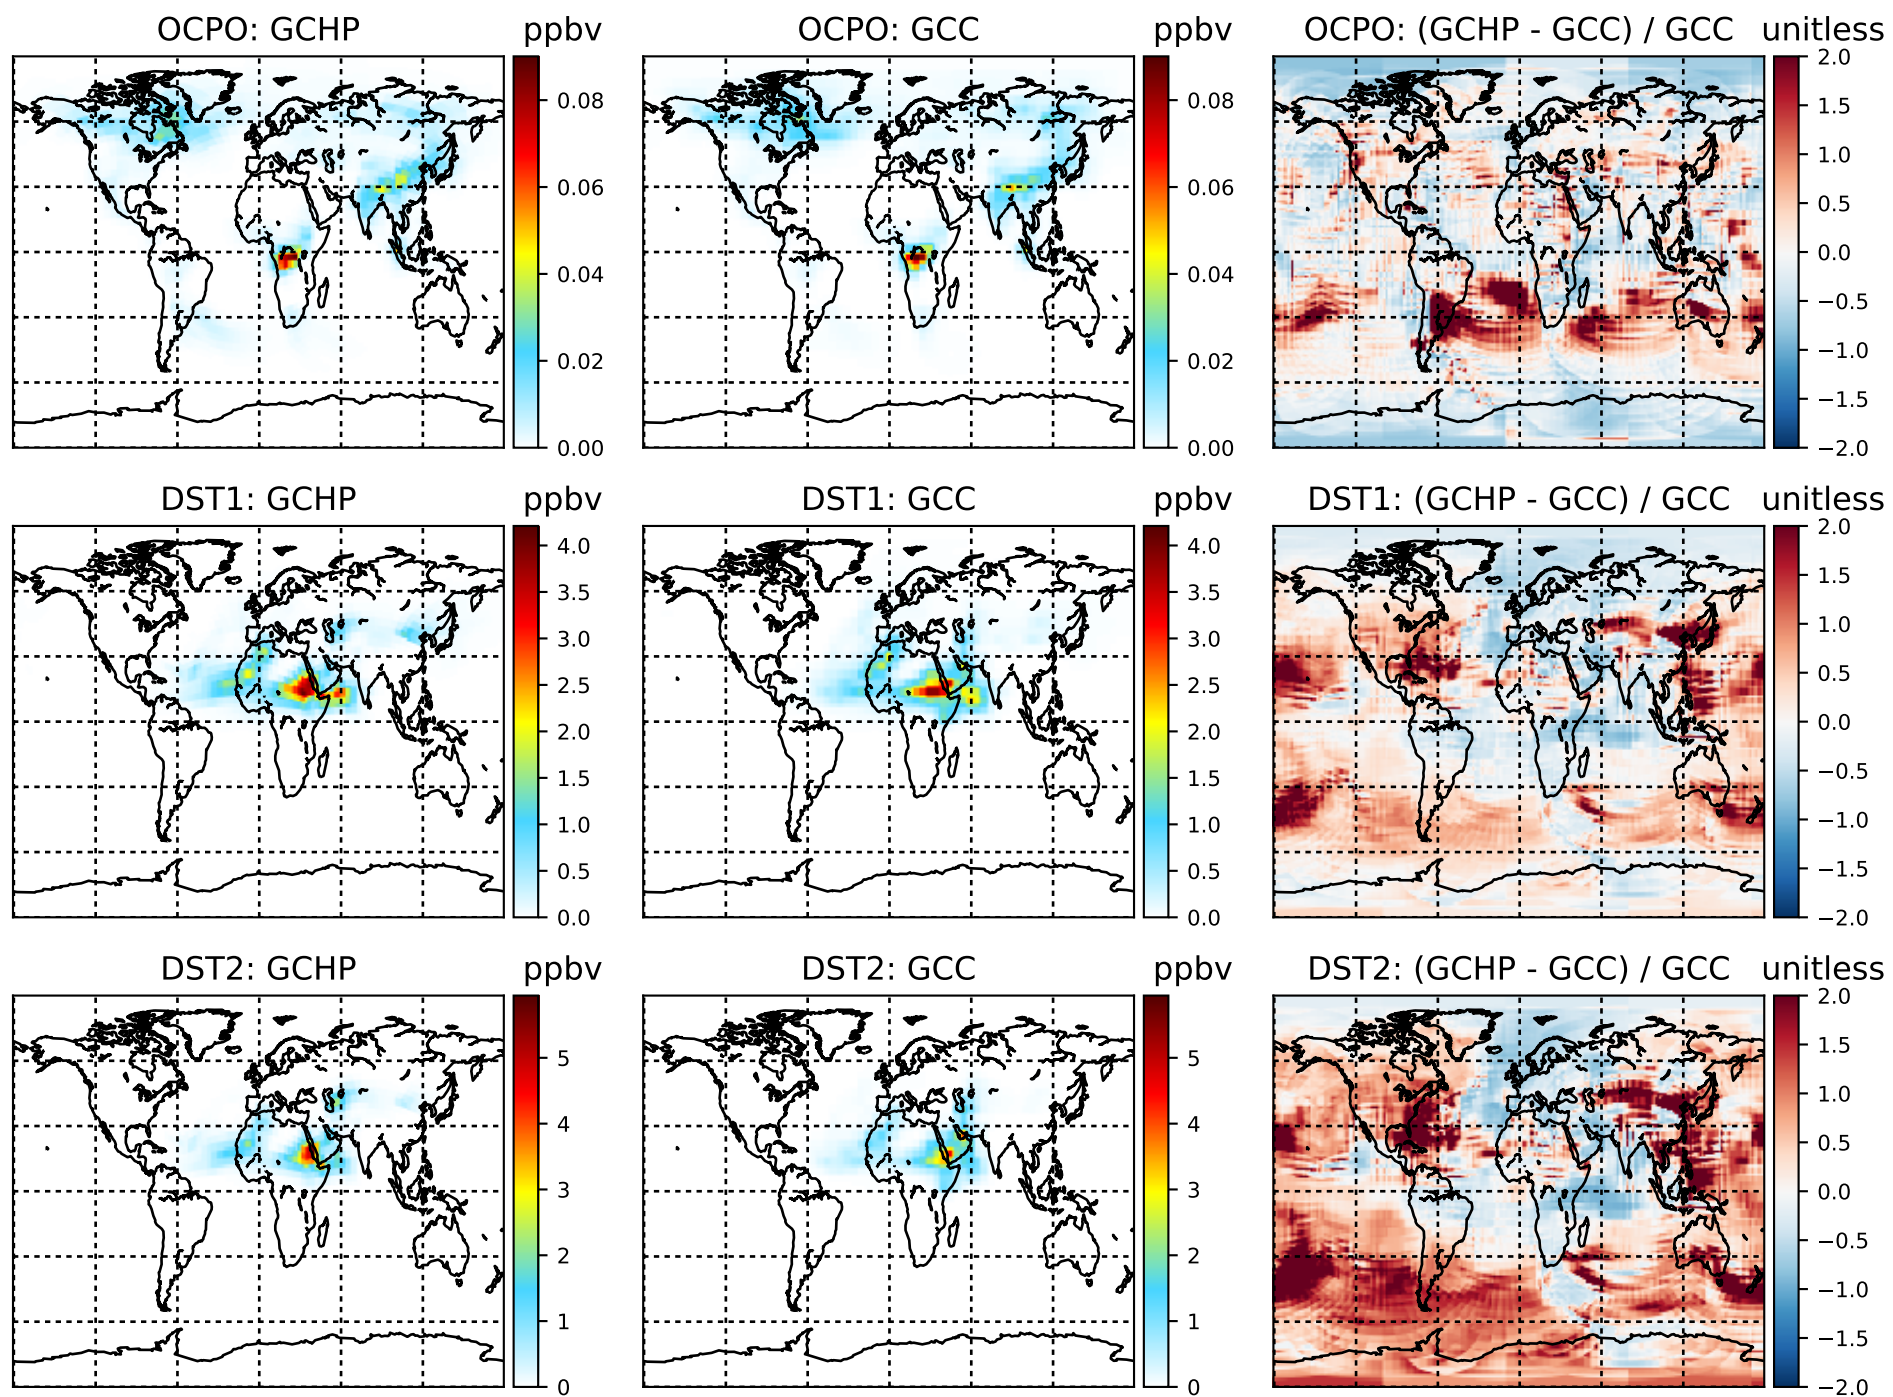 OCPO: GCHP ppbv OCPO: GCC ppbv OCPO: (GCHP - GCC) / GCC unitless
2.0
0.08 0.08 1.5
1.0
0.06 0.06 0.5
0.04 0.04 0.0
−0.5
0.02 0.02 −1.0
−1.5
0.00 0.00 −2.0
DST1: GCHP ppbv DST1: GCC ppbv DST1: (GCHP - GCC) / GCC unitless
4.0 4.0 2.0
3.5 3.5 1.5
3.0 3.0 1.0
2.5 2.5 0.5
2.0 2.0 0.0
1.5 1.5 −0.5
1.0 1.0 −1.0
0.5 0.5 −1.5
0.0 0.0 −2.0
DST2: GCHP ppbv DST2: GCC ppbv DST2: (GCHP - GCC) / GCC unitless
2.0
5 5 1.5
4 4 1.0
0.5
3 3 0.0
2 2 −0.5
1 1 −1.0
−1.5
0 0 −2.0